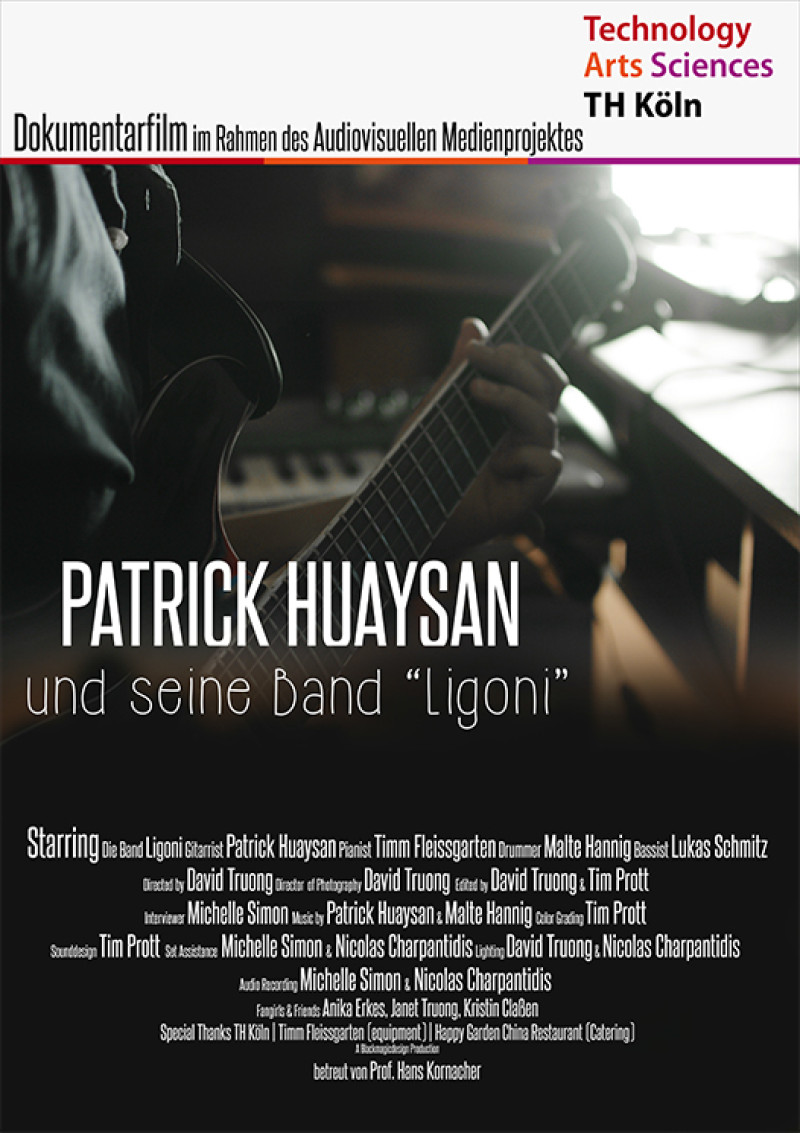 Technology
Arts Sciences
TH Köln
Dokumentarfilm im Rahmen des Audiovisuellen Medienprojektes
PATRICK HUAYSAN
und seine Band “Ligoni”
Starring Die Band Ligoni Gitarrist Patrick Huaysan Pianist Timm Fleissgarten Drummer Malte Hannig Bassist Lukas Schmitz
Directed by David Truong Director of Photography David Truong Edited by David Truong & Tim Prott
Interviewer Michelle Simon Music by Patrick Huaysan & Malte Hannig Color Grading Tim Prott
Sounddesign Tim Prott Set Assistance Michelle Simon & Nicolas Charpantidis Lighting David Truong & Nicolas Charpantidis
Audio Recording Michelle Simon & Nicolas Charpantidis
Fangirls & Friends Anika Erkes, Janet Truong, Kristin Claßen
Special Thanks TH Köln | Timm Fleissgarten (equipment) | Happy Garden China Restaurant (Catering)
A Blackmagicdesign Production
betreut von Prof. Hans Kornacher